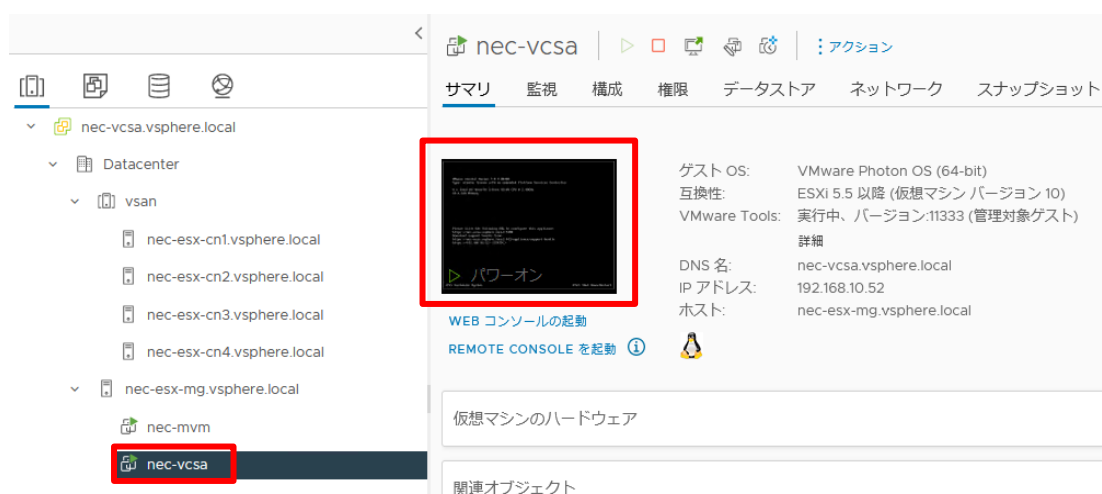 <
nec-vcsa
アクション
サマリ 監視 構成 権限 データストア ネットワーク スナップショット
nec-vcsa.vsphere.local
Datacenter
vsan
nec-esx-cn1.vsphere.local
nec-esx-cn2.vsphere.local
nec-esx-cn3.vsphere.local
nec-esx-cn4.vsphere.local
nec-esx-mg.vsphere.local
nec-mvm
nec-vcsa
パワーオン
WEB コンソールの起動
REMOTE CONSOLE を起動
ゲスト OS: VMware Photon OS (64-bit)
互換性: ESXi 5.5 以降 (仮想マシン バージョン 10)
VMware Tools: 実行中、バージョン:11333 (管理対象ゲスト)
詳細
DNS 名: nec-vcsa.vsphere.local
IP アドレス: 192.168.10.52
ホスト: nec-esx-mg.vsphere.local
仮想マシンのハードウェア
関連オブジェクト